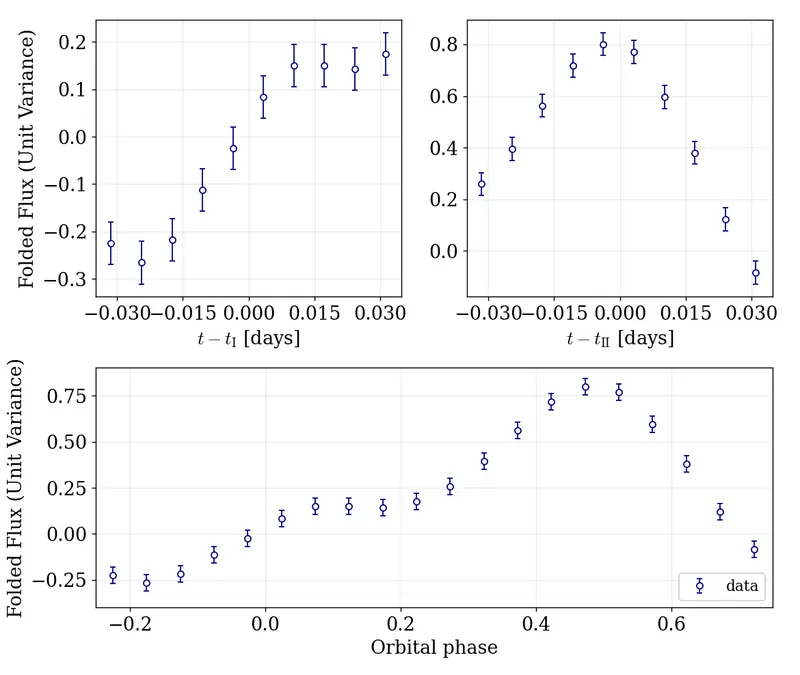 Folded Flux (Unit Variance)
0.2
0.1
0.0
−0.1
−0.2
−0.3
−0.030 −0.015 0.000 0.015 0.030
t − tI [days]
0.8
0.6
0.4
0.2
0.0
−0.030 −0.015 0.000 0.015 0.030
t − tII [days]
Folded Flux (Unit Variance)
0.75
0.50
0.25
0.00
−0.25
data
−0.2 0.0 0.2 0.4 0.6
Orbital phase